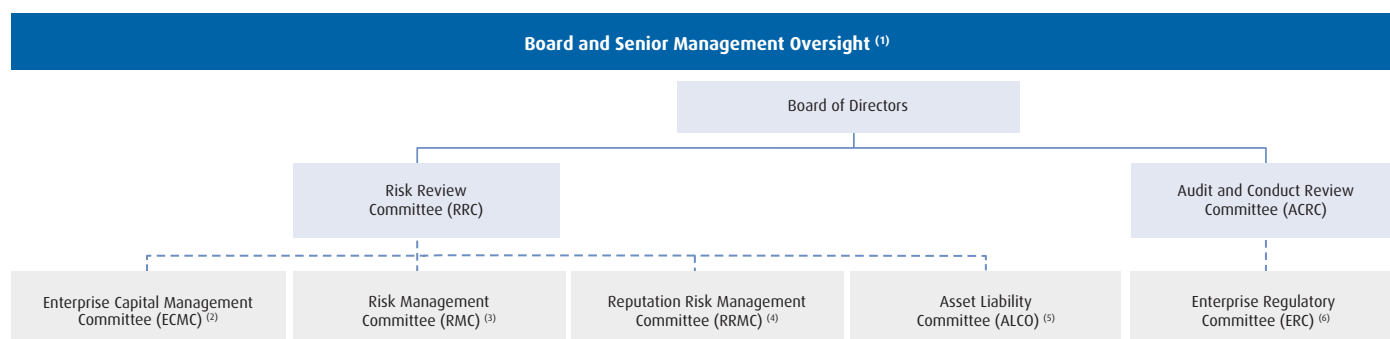 Board and Senior Management Oversight (1)
Board of Directors
Risk Review
Committee (RRC)
Audit and Conduct Review
Committee (ACRC)
Enterprise Capital Management
Committee (ECMC) (2)
Risk Management
Committee (RMC) (3)
Reputation Risk Management
Committee (RRMC) (4)
Asset Liability
Committee (ALCO) (5)
Enterprise Regulatory
Committee (ERC) (6)